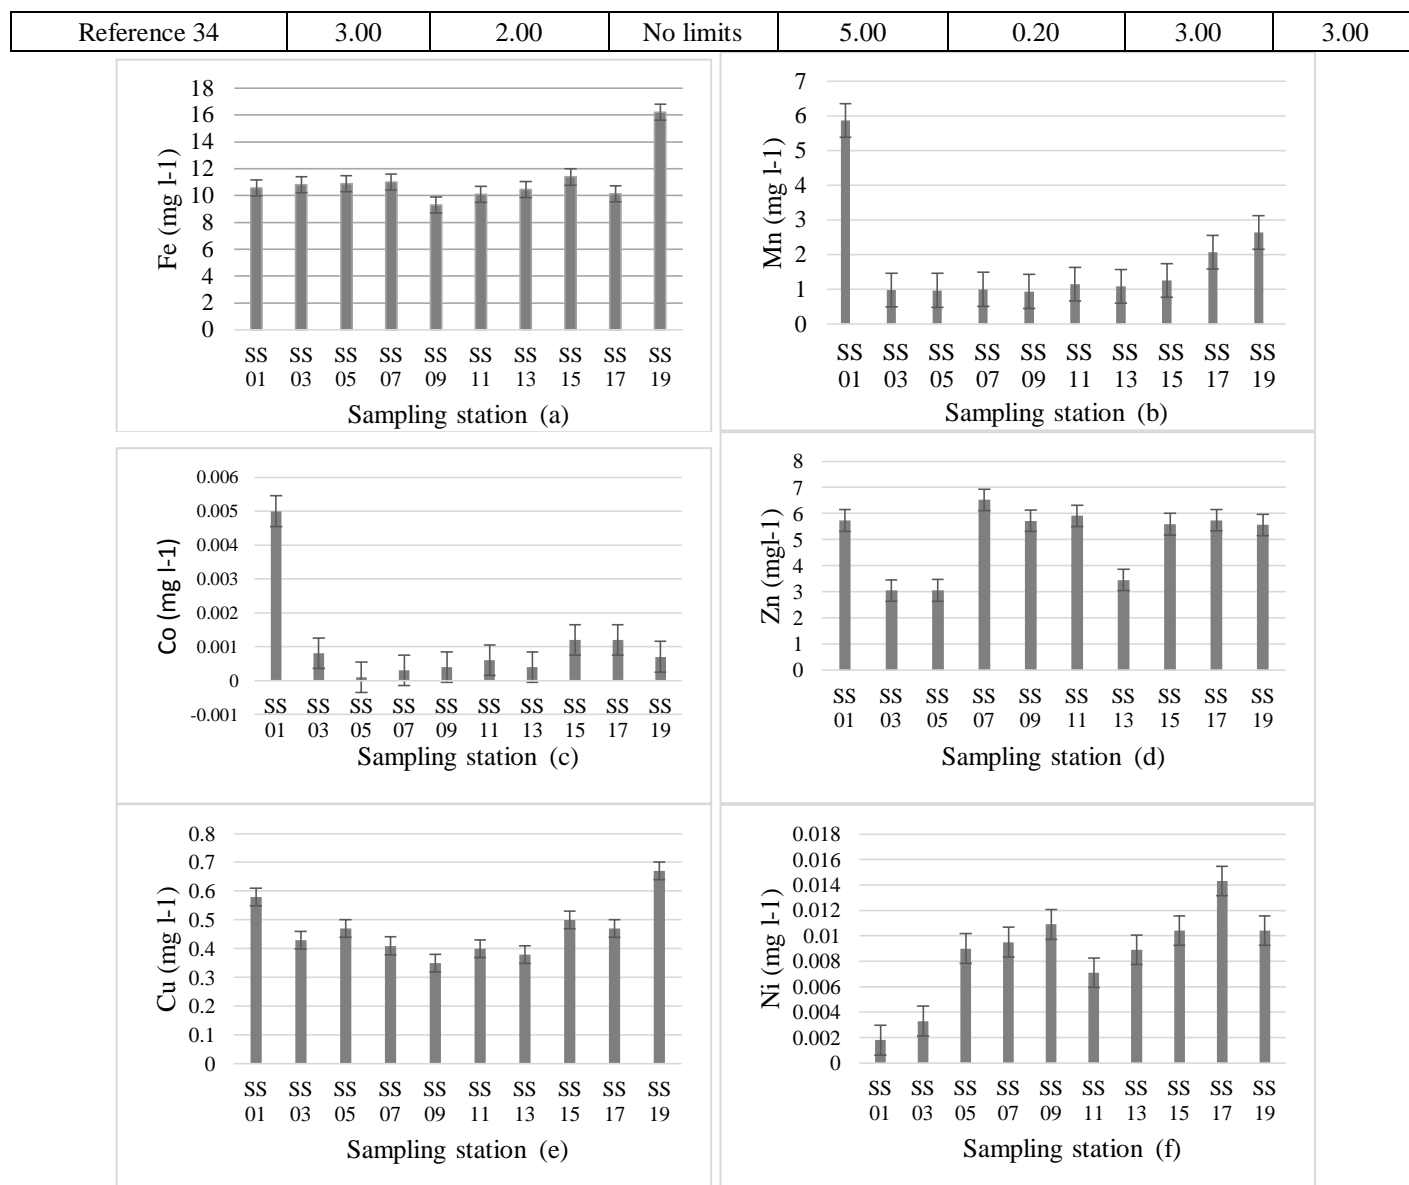 Reference 34 3.00 2.00 No limits 5.00 0.20 3.00 3.00
18
16
14
12
10
8
6
4
2
0
Fe (mg l-1)
SS SS SS SS SS SS SS SS SS SS
01 03 05 07 09 11 13 15 17 19
Sampling station (a)
7
6
5
4
3
2
1
0
Mn (mg l-1)
SS SS SS SS SS SS SS SS SS SS
01 03 05 07 09 11 13 15 17 19
Sampling station (b)
0.006
0.005
0.004
0.003
0.002
0.001
0
-0.001
Co (mg l-1)
SS SS SS SS SS SS SS SS SS SS
01 03 05 07 09 11 13 15 17 19
Sampling station (c)
8
7
6
5
4
3
2
1
0
Zn (mgl-1)
SS SS SS SS SS SS SS SS SS SS
01 03 05 07 09 11 13 15 17 19
Sampling station (d)
0.8
0.7
0.6
0.5
0.4
0.3
0.2
0.1
0
Cu (mg l-1)
SS SS SS SS SS SS SS SS SS SS
01 03 05 07 09 11 13 15 17 19
Sampling station (e)
0.018
0.016
0.014
0.012
0.01
0.008
0.006
0.004
0.002
0
Ni (mg l-1)
SS SS SS SS SS SS SS SS SS SS
01 03 05 07 09 11 13 15 17 19
Sampling station (f)